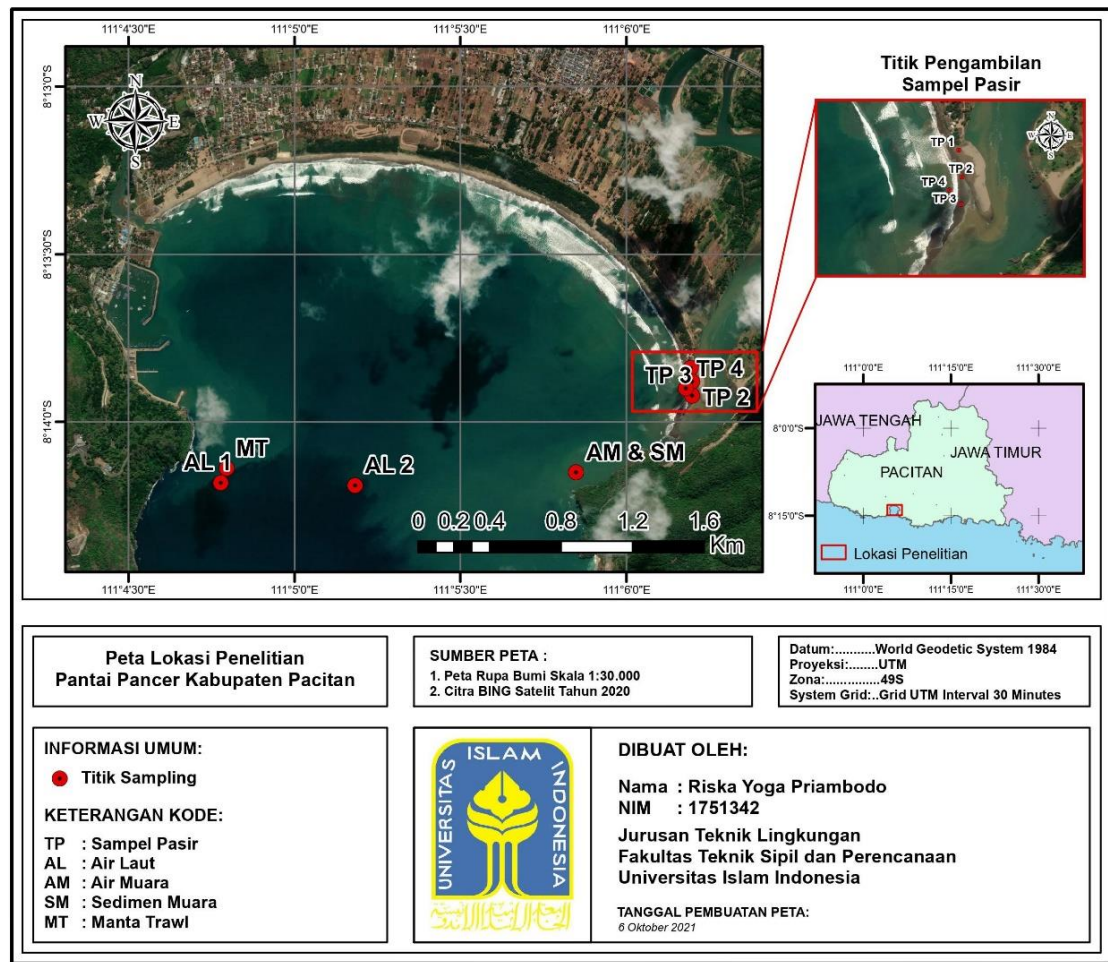 111°4'30"E 111°5'0"E 111°5'30"E 111°6'0"E
8°13'0"S
8°13'30"S
8°14'0"S
N
W E
S
TP 4
TP 3
TP 2
MT
AL 1
AL 2
AM & SM
0 0.2 0.4 0.8 1.2 1.6
Km
111°4'30"E 111°5'0"E 111°5'30"E 111°6'0"E
Titik Pengambilan
Sampel Pasir
TP 1
TP 2
TP 4
TP 3
N
W E
S
111°0'0"E 111°15'0"E 111°30'0"E
8°0'0"S
8°15'0"S
JAWA TENGAH
JAWA TIMUR
PACITAN
Lokasi Penelitian
111°0'0"E 111°15'0"E 111°30'0"E
Peta Lokasi Penelitian
Pantai Pancer Kabupaten Pacitan
SUMBER PETA :
1. Peta Rupa Bumi Skala 1:30.000
2. Citra BING Satelit Tahun 2020
Datum:...........World Geodetic System 1984
Proyeksi:........UTM
Zona:...............49S
System Grid:..Grid UTM Interval 30 Minutes
INFORMASI UMUM:
Titik Sampling
KETERANGAN KODE:
TP : Sampel Pasir
AL : Air Laut
AM : Air Muara
SM : Sedimen Muara
MT : Manta Trawl
UNIVERSITAS ISLAM INDONESIA
DIBUAT OLEH:
Nama : Riska Yoga Priambodo
NIM : 1751342
Jurusan Teknik Lingkungan
Fakultas Teknik Sipil dan Perencanaan
Universitas Islam Indonesia
TANGGAL PEMBUATAN PETA:
6 Oktober 2021